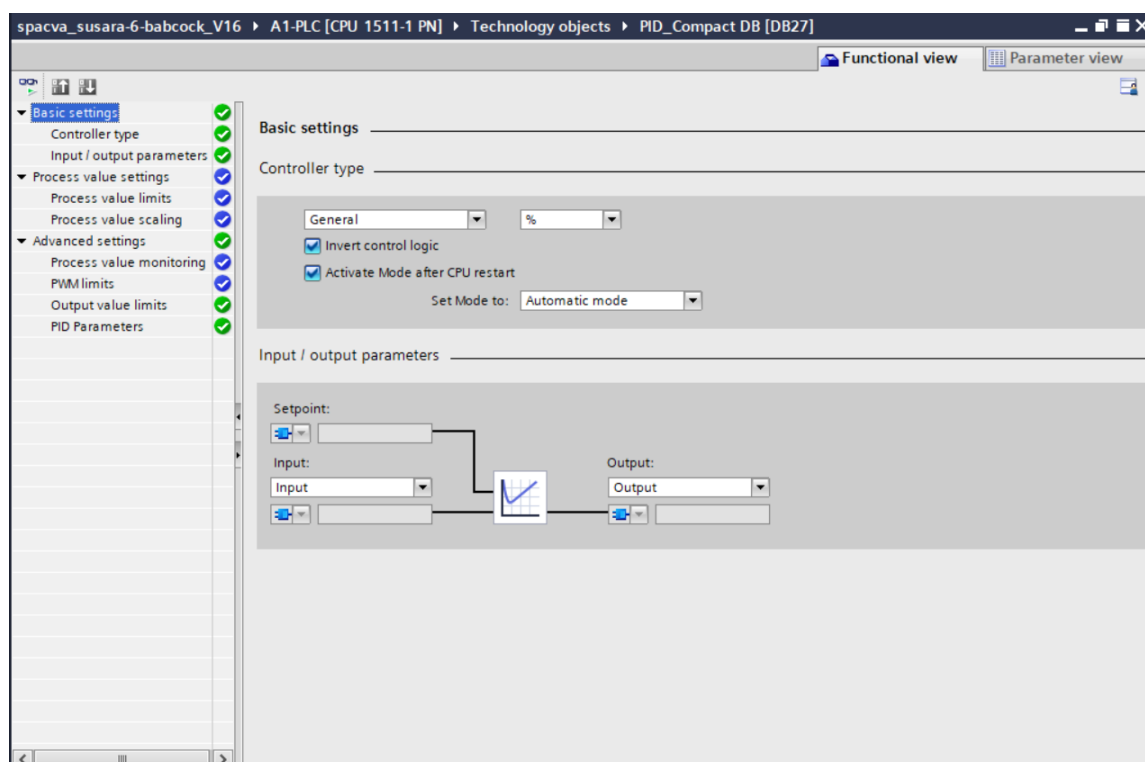 spacva_susara-6-babcock_V16 ▸ A1-PLC [CPU 1511-1 PN] ▸ Technology objects ▸ PID_Compact DB [DB27]
Functional view
Parameter view
Basic settings
Controller type
Input / output parameters
Process value settings
Process value limits
Process value scaling
Advanced settings
Process value monitoring
PWM limits
Output value limits
PID Parameters
Basic settings
Controller type
General
%
Invert control logic
Activate Mode after CPU restart
Set Mode to: Automatic mode
Input / output parameters
Setpoint:
Input:
Output:
Input
Output